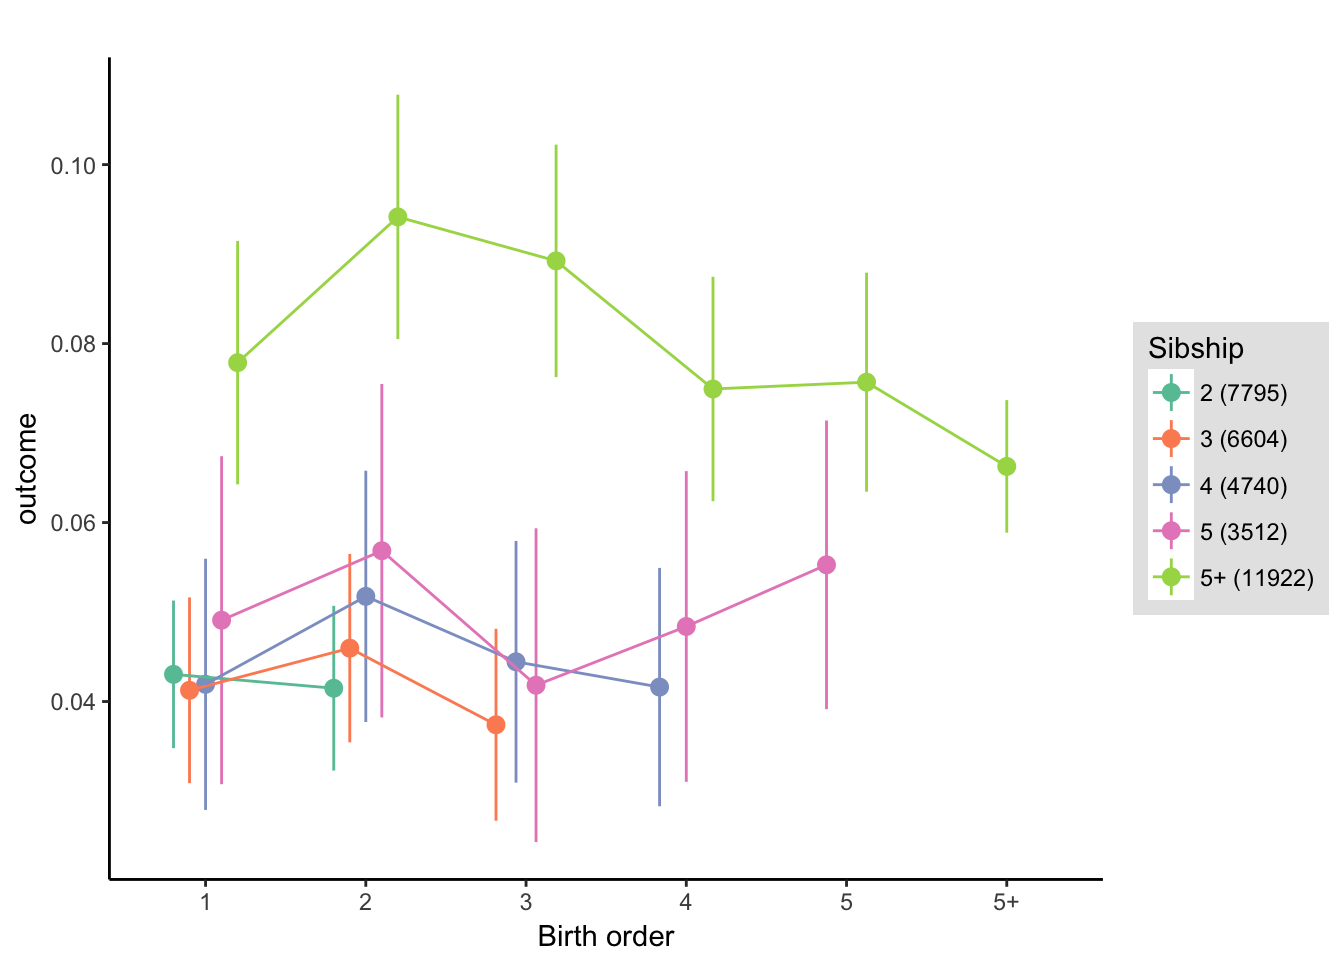 0.10
0.08
0.06
0.04
outcome
1 2 3 4 5 5+
Birth order
Sibship
2 (7795)
3 (6604)
4 (4740)
5 (3512)
5+ (11922)